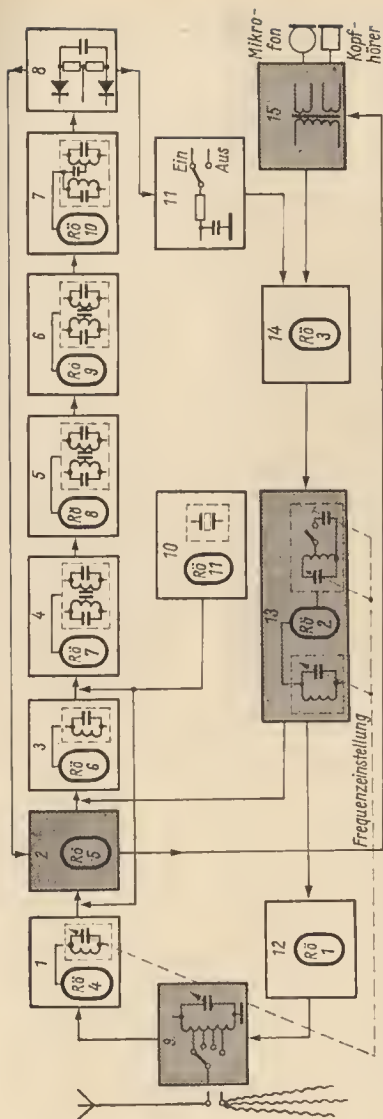 8
7
Rö
10
6
Rö
9
5
Rö
8
4
Rö
7
3
Rö
6
2
Rö
5
1
Rö
4
9
11
Ein
Aus
10
Rö
11
Mikro-
fon
Kopf-
hörer
15
14
Rö
3
13
Rö
2
Frequenzeinstellung
12
Rö
1